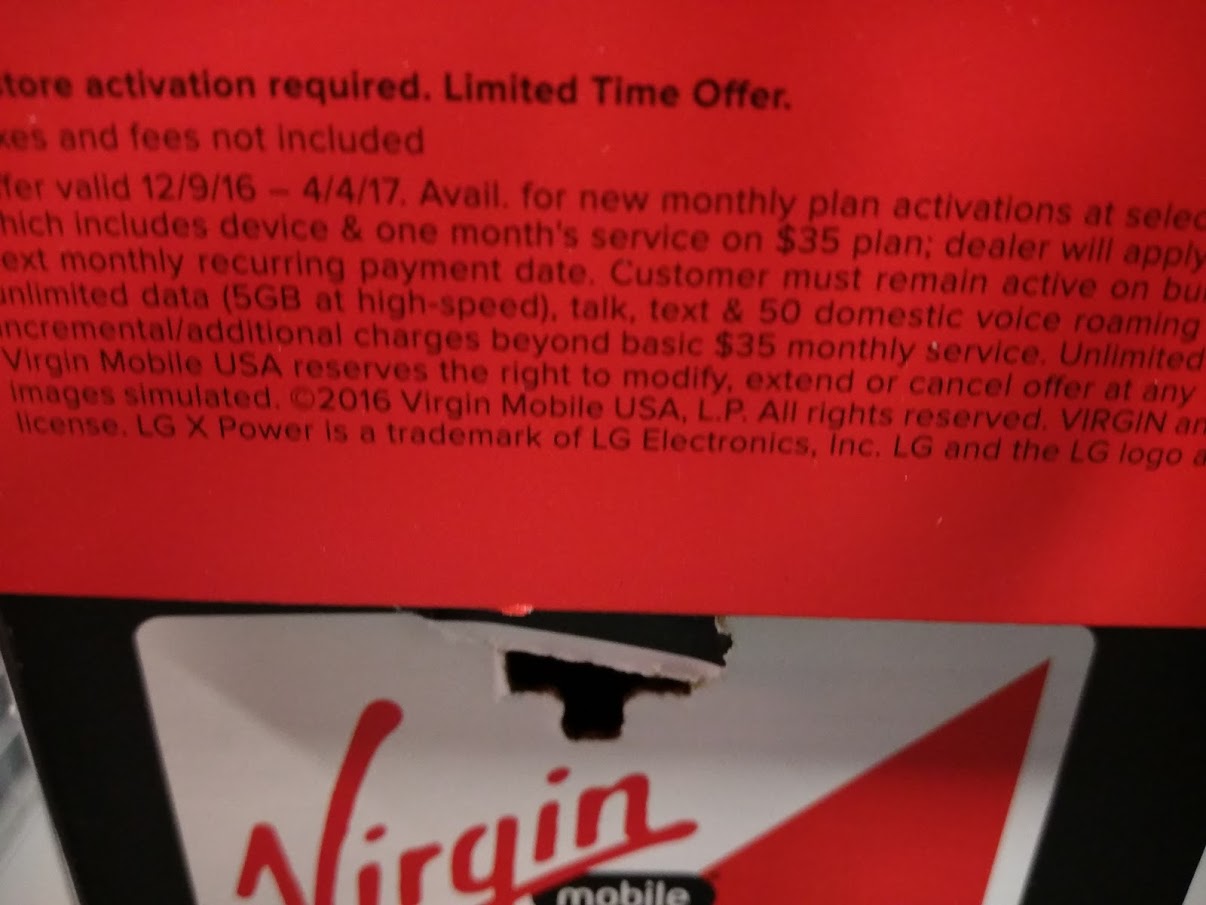 tore activation required. Limited Time Offer.
xes and fees not included
fer valid 12/9/16 – 4/4/17. Avail. for new monthly plan activations at selec
hich includes device & one month's service on $35 plan; dealer will apply
ext monthly recurring payment date. Customer must remain active on bu
unlimited data (5GB at high-speed), talk, text & 50 domestic voice roaming
incremental/additional charges beyond basic $35 monthly service. Unlimited
Virgin Mobile USA reserves the right to modify, extend or cancel offer at any
images simulated. ©2016 Virgin Mobile USA, L.P. All rights reserved. VIRGIN an
license. LG X Power is a trademark of LG Electronics, Inc. LG and the LG logo a
Virgin
mobile